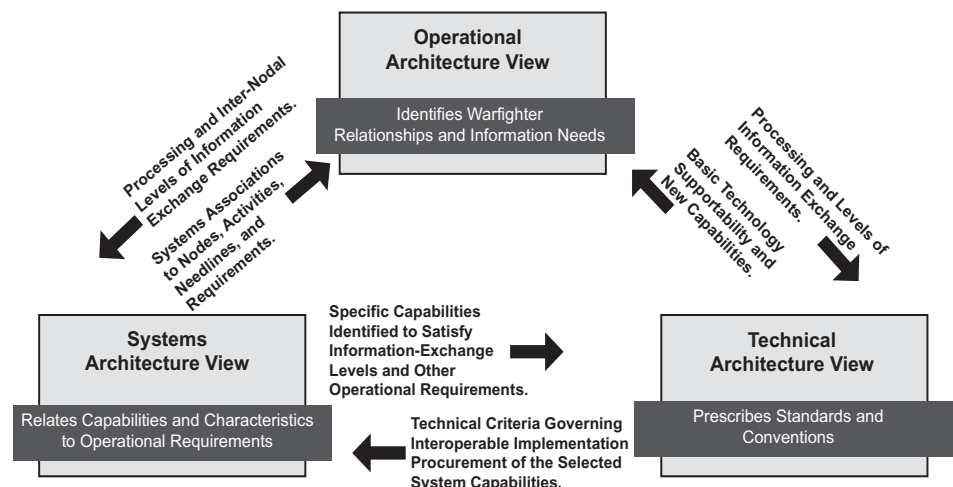 Operational
Architecture View
Identifies Warfighter
Relationships and Information Needs
Processing and Inter-Nodal
Levels of Information
Exchange Requirements.
Systems Associations
to Nodes, Activities,
Needlines, and
Requirements.
Processing and Levels of
Information Exchange
Requirements.
Basic Technology
Supportability and
New Capabilities.
Systems
Architecture View
Relates Capabilities and Characteristics
to Operational Requirements
Specific Capabilities
Identified to Satisfy
Information-Exchange
Levels and Other
Operational Requirements.
Technical Criteria Governing
Interoperable Implementation
Procurement of the Selected
System Capabilities.
Technical
Architecture View
Prescribes Standards and
Conventions